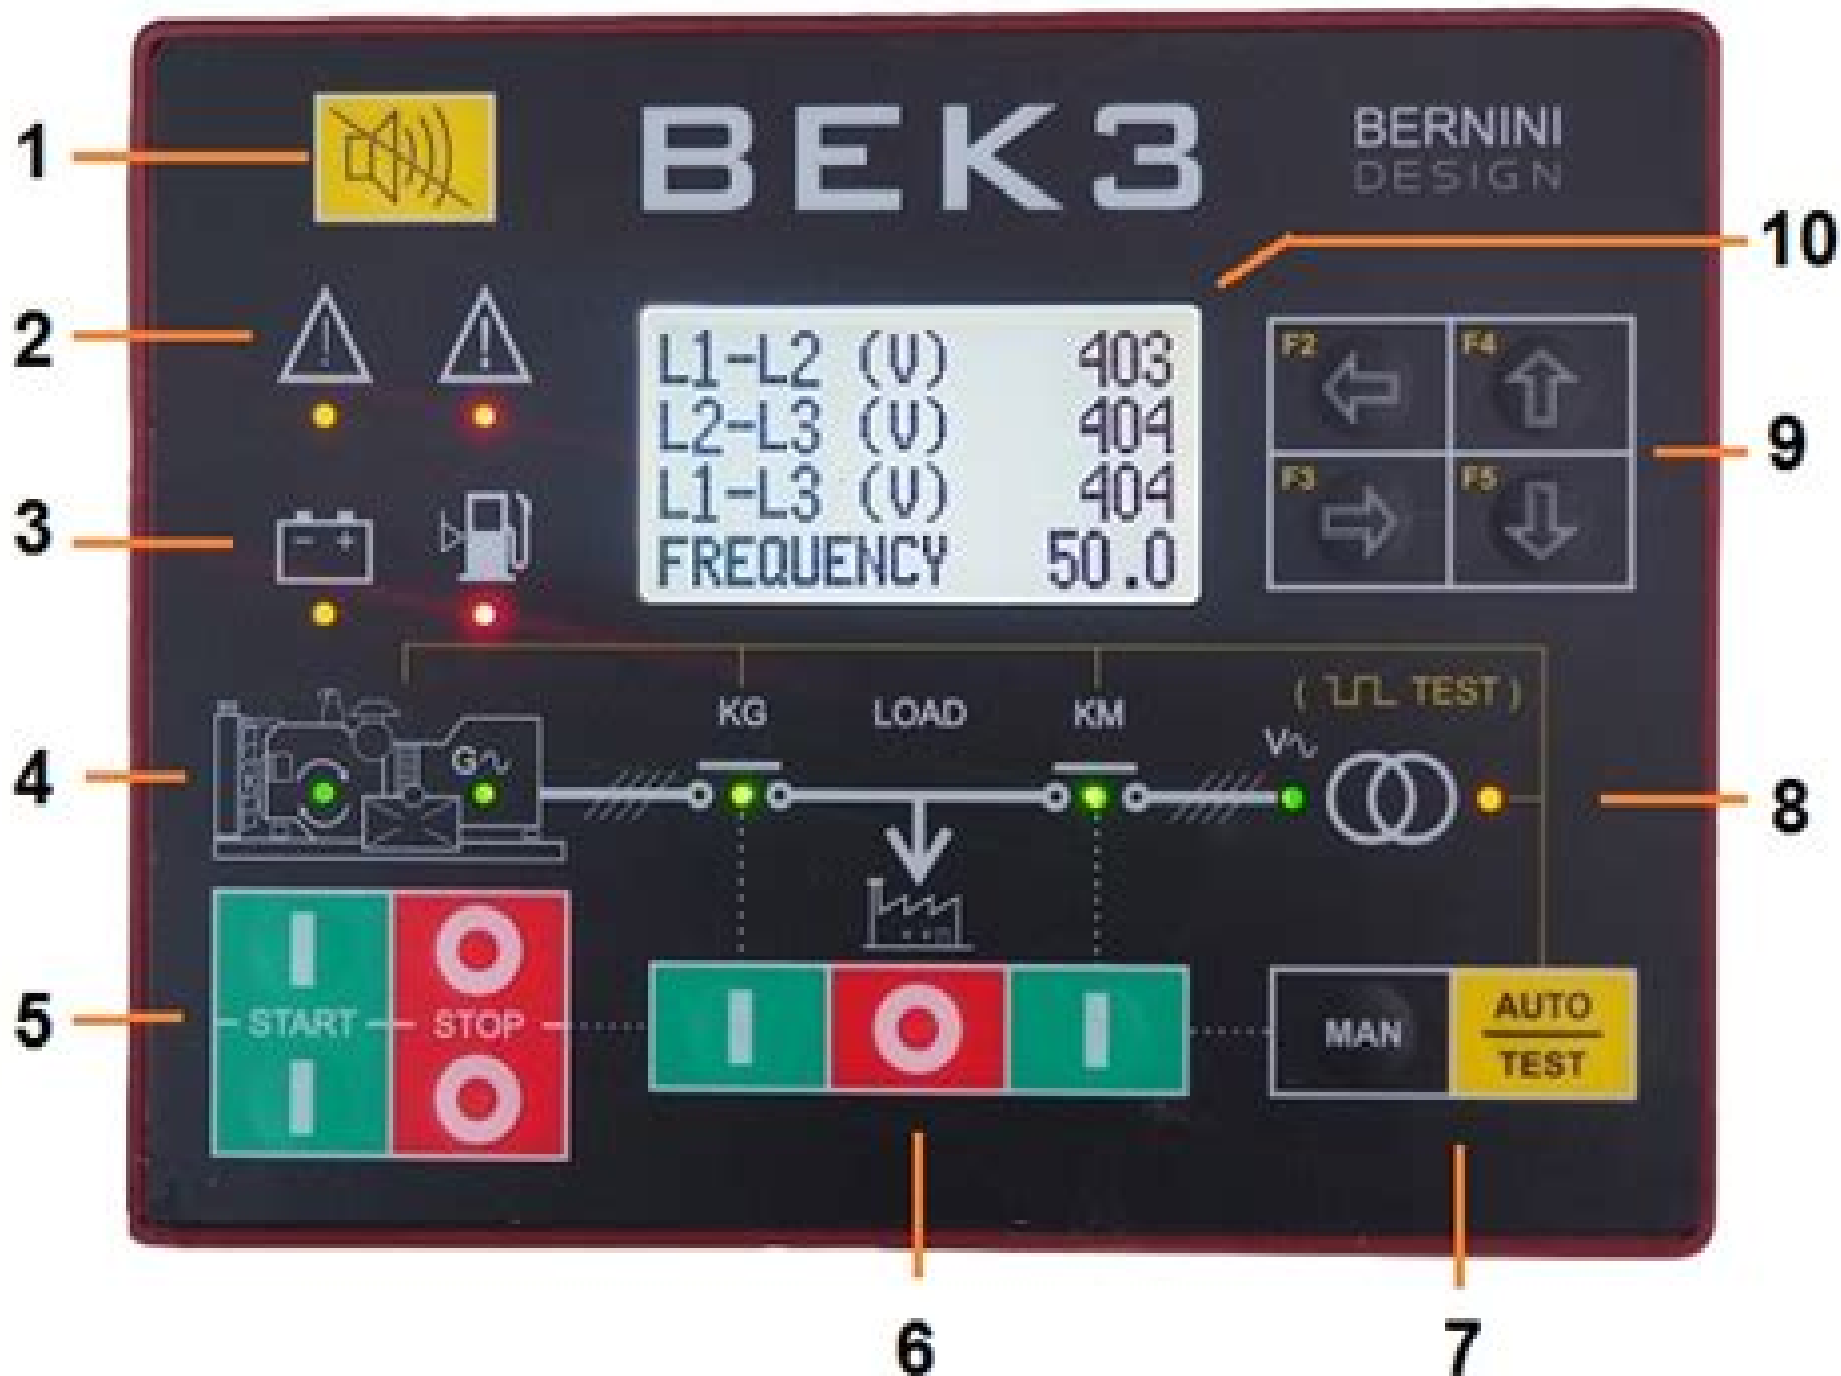 1
BEK3
BERNINI
DESIGN
10
2
L1-L2 (V) 403
L2-L3 (V) 404
L1-L3 (V) 404
FREQUENCY 50.0
F2
F4
F3
F5
9
3
- +
KG
LOAD
KM
( TEST )
4
G~
V~
8
5
START
STOP
MAN
AUTO
TEST
6
7